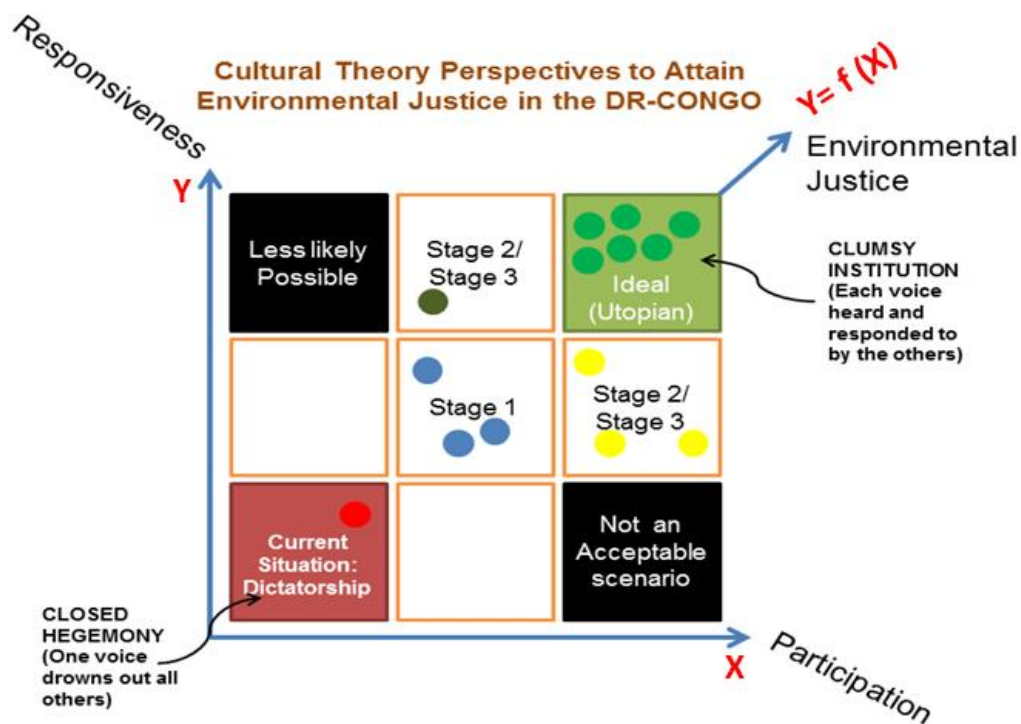 Responsiveness
Cultural Theory Perspectives to Attain
Environmental Justice in the DR-CONGO
Y= f (X)
Environmental
Justice
Y
Less likely
Possible
Stage 2/
Stage 3
Ideal
(Utopian)
CLUMSY
INSTITUTION
(Each voice
heard and
responded to
by the others)
Stage 1
Stage 2/
Stage 3
Current
Situation:
Dictatorship
Not an
Acceptable
scenario
CLOSED
HEGEMONY
(One voice
drowns out all
others)
X
Participation